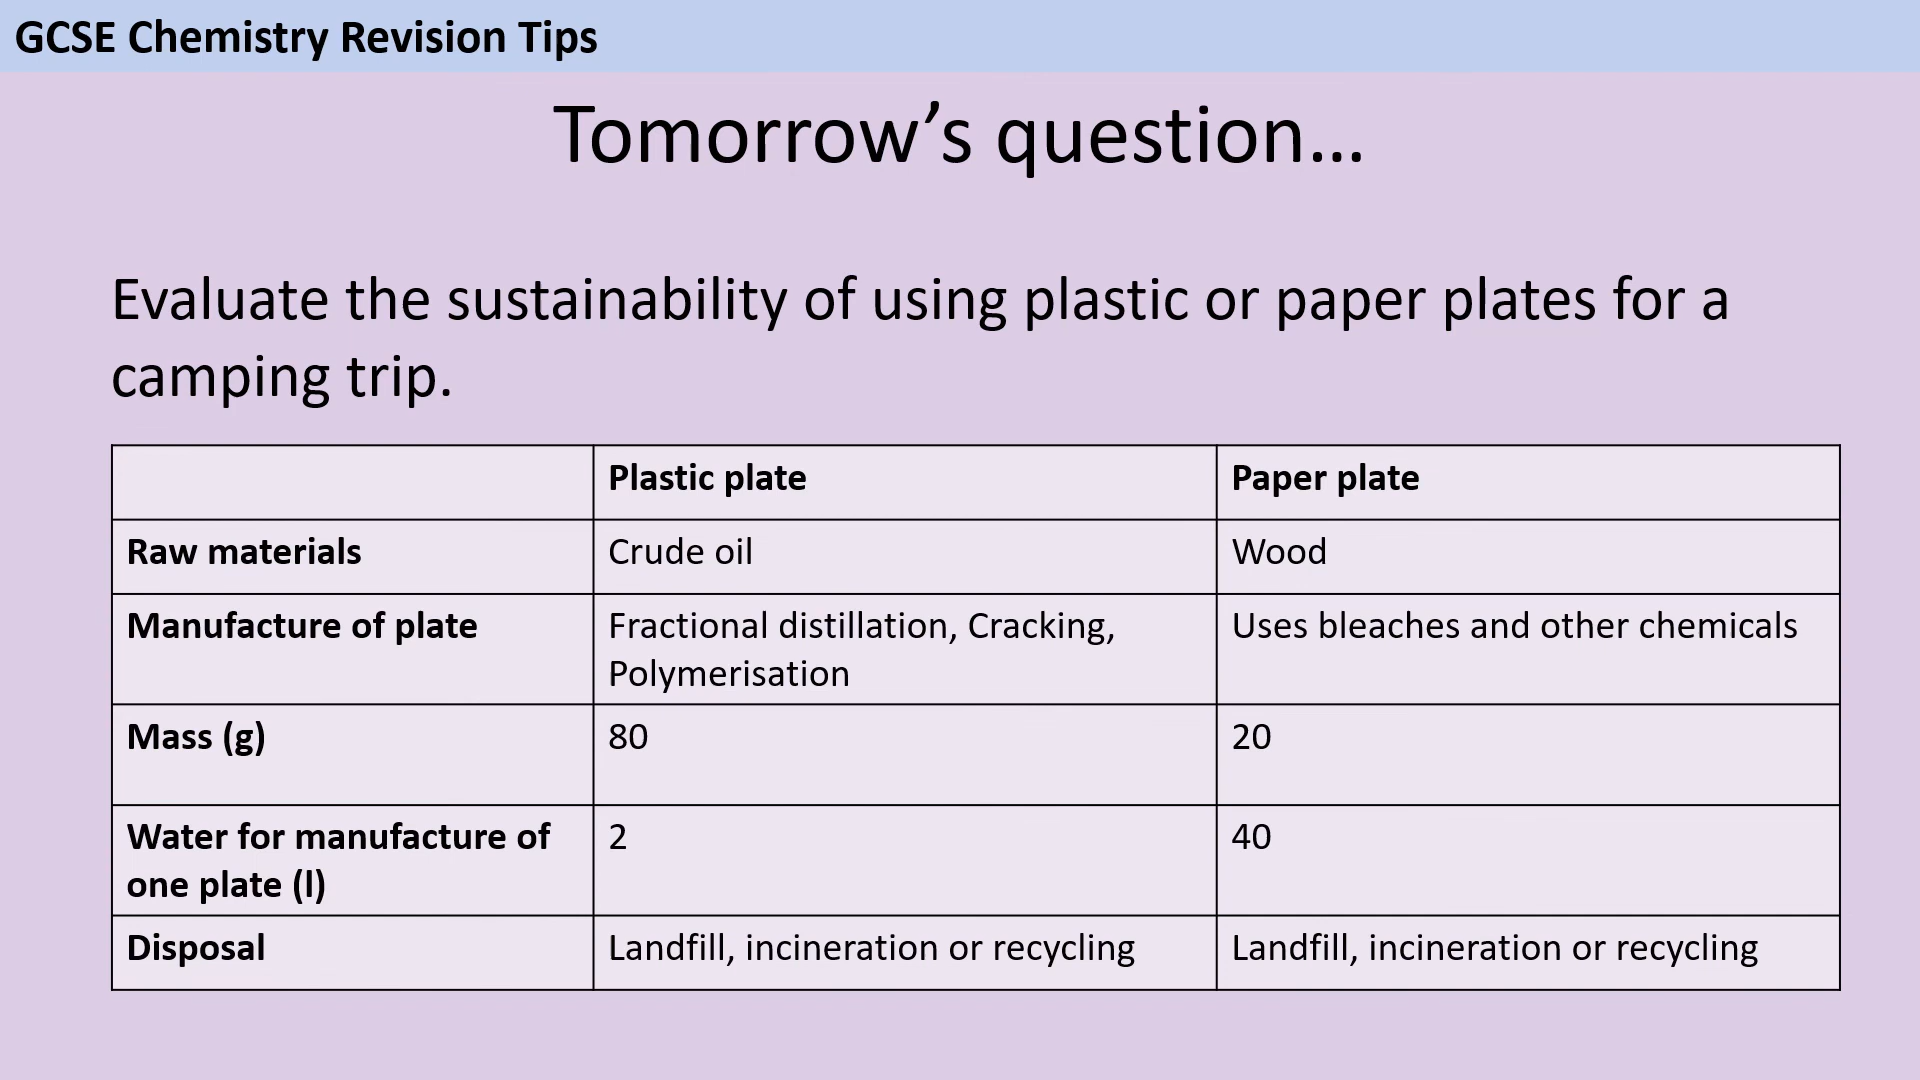 GCSE Chemistry Revision Tips
Tomorrow’s question…
Evaluate the sustainability of using plastic or paper plates for a
camping trip.
Plastic plate
Paper plate
Raw materials
Crude oil
Wood
Manufacture of plate
Fractional distillation, Cracking,
Polymerisation
Uses bleaches and other chemicals
Mass (g)
80
20
Water for manufacture of
one plate (l)
2
40
Disposal
Landfill, incineration or recycling
Landfill, incineration or recycling